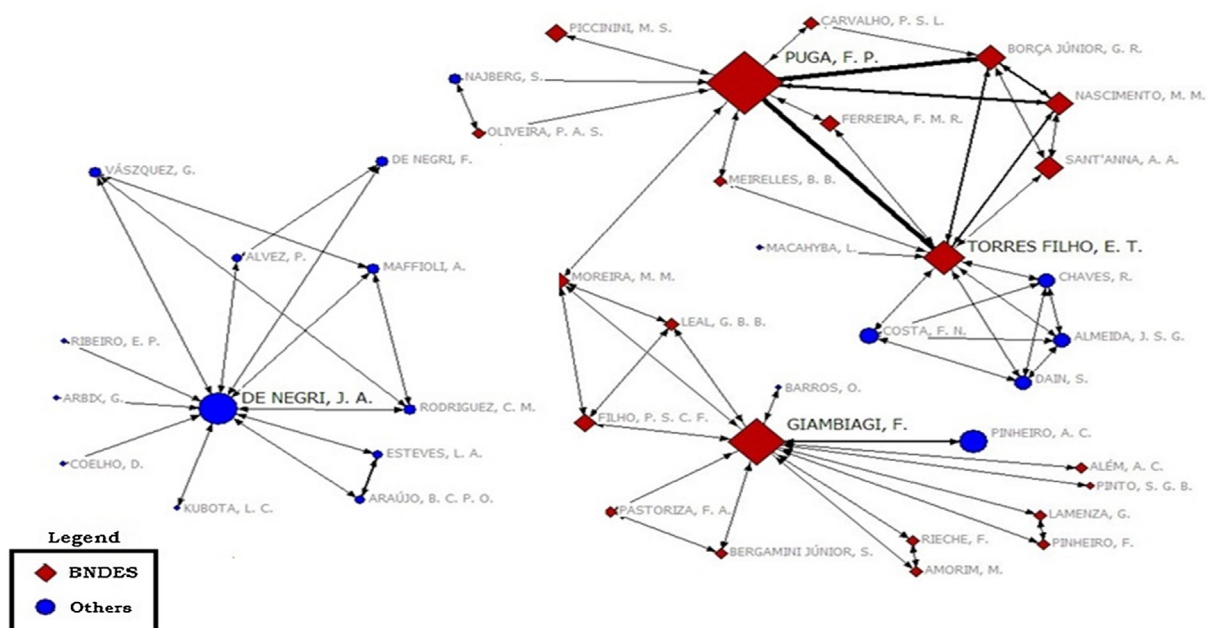 CARVALHO, P. S. L.
PICCININI, M. S.
PUGA, F. P.
BORÇA JÚNIOR, G. R.
NAJBERG, S.
NASCIMENTO, M. M.
FERREIRA, F. M. R.
OLIVEIRA, P. A. S.
DE NEGRI, F.
SANT'ANNA, A. A.
VÁSZQUEZ, G.
MEIRELLES, B. B.
TORRES FILHO, E. T.
MACAHYBA, L.
ALVEZ, P.
MAFFIOLI, A.
MOREIRA, M. M.
CHAVES, R.
LEAL, G. B. B.
COSTA, F. N.
ALMEIDA, J. S. G.
RIBEIRO, E. P.
DAIN, S.
BARROS, O.
ARBIX, G.
DE NEGRI, J. A.
RODRIGUEZ, C. M.
FILHO, P. S. C. F.
GIAMBIAGI, F.
PINHEIRO, A. C.
ESTEVES, L. A.
COELHO, D.
ALÉM, A. C.
PINTO, S. G. B.
ARAÚJO, B. C. P. O.
KUBOTA, L. C.
PASTORIZA, F. A.
LAMENZA, G.
RIECHE, F.
PINHEIRO, F.
BERGAMINI JÚNIOR, S.
AMORIM, M.
Legend
BNDES
Others